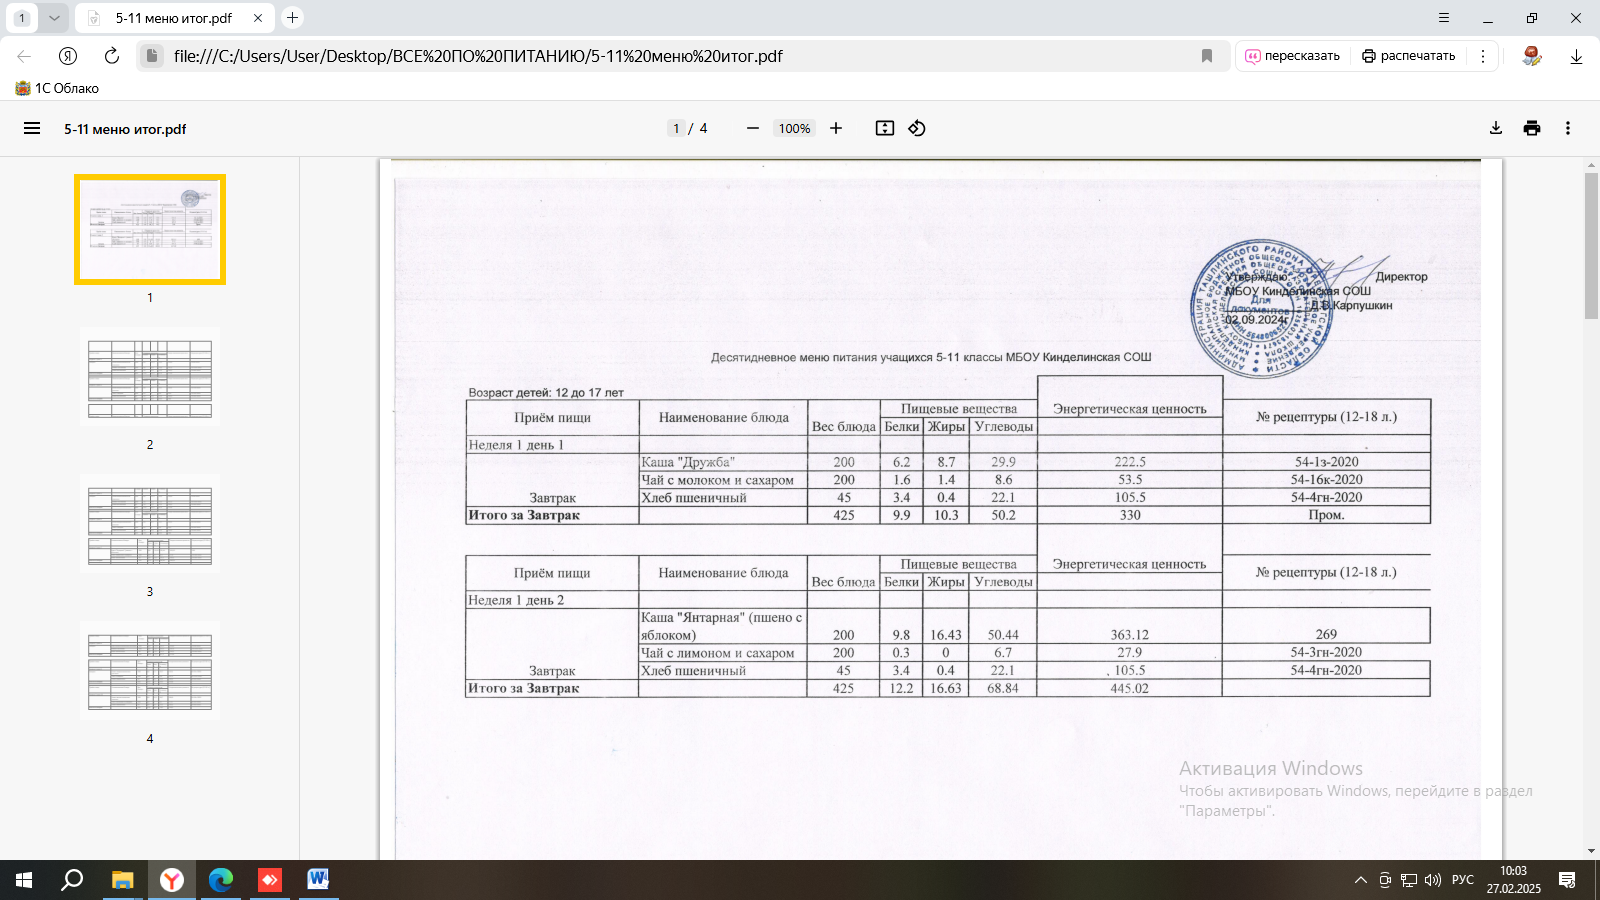 1
5-11 меню итог.pdf
file:///C:/Users/User/Desktop/ВСЕ%20ПО%20ПИТАНИЮ/5-11%20меню%20итог.pdf
пересказать
распечатать
1С Облако
5-11 меню итог.pdf
1 / 4
100%
1
2
3
4
Утверждаю
Директор
МБОУ Кинделинская СОШ
Д.В.Карпушкин
02.09.2024г
Для
документов
Десятидневное меню питания учащихся 5-11 классы МБОУ Кинделинская СОШ
Возраст детей: 12 до 17 лет
Приём пищи Наименование блюда Вес блюда Пищевые вещества Энергетическая ценность № рецептуры (12-18 л.)
Белки Жиры Углеводы
Неделя 1 день 1
Каша "Дружба" 200 6.2 8.7 29.9 222.5 54-1з-2020
Чай с молоком и сахаром 200 1.6 1.4 8.6 53.5 54-16к-2020
Завтрак Хлеб пшеничный 45 3.4 0.4 22.1 105.5 54-4гн-2020
Итого за Завтрак 425 9.9 10.3 50.2 330 Пром.
Приём пищи Наименование блюда Вес блюда Пищевые вещества Энергетическая ценность № рецептуры (12-18 л.)
Белки Жиры Углеводы
Неделя 1 день 2
Каша "Янтарная" (пшено с
яблоком) 200 9.8 16.43 50.44 363.12 269
Чай с лимоном и сахаром 200 0.3 0 6.7 27.9 54-3гн-2020
Завтрак Хлеб пшеничный 45 3.4 0.4 22.1 105.5 54-4гн-2020
Итого за Завтрак 425 12.2 16.63 68.84 445.02
Активация Windows
Чтобы активировать Windows, перейдите в раздел
"Параметры".
РУС
10:03
27.02.2025